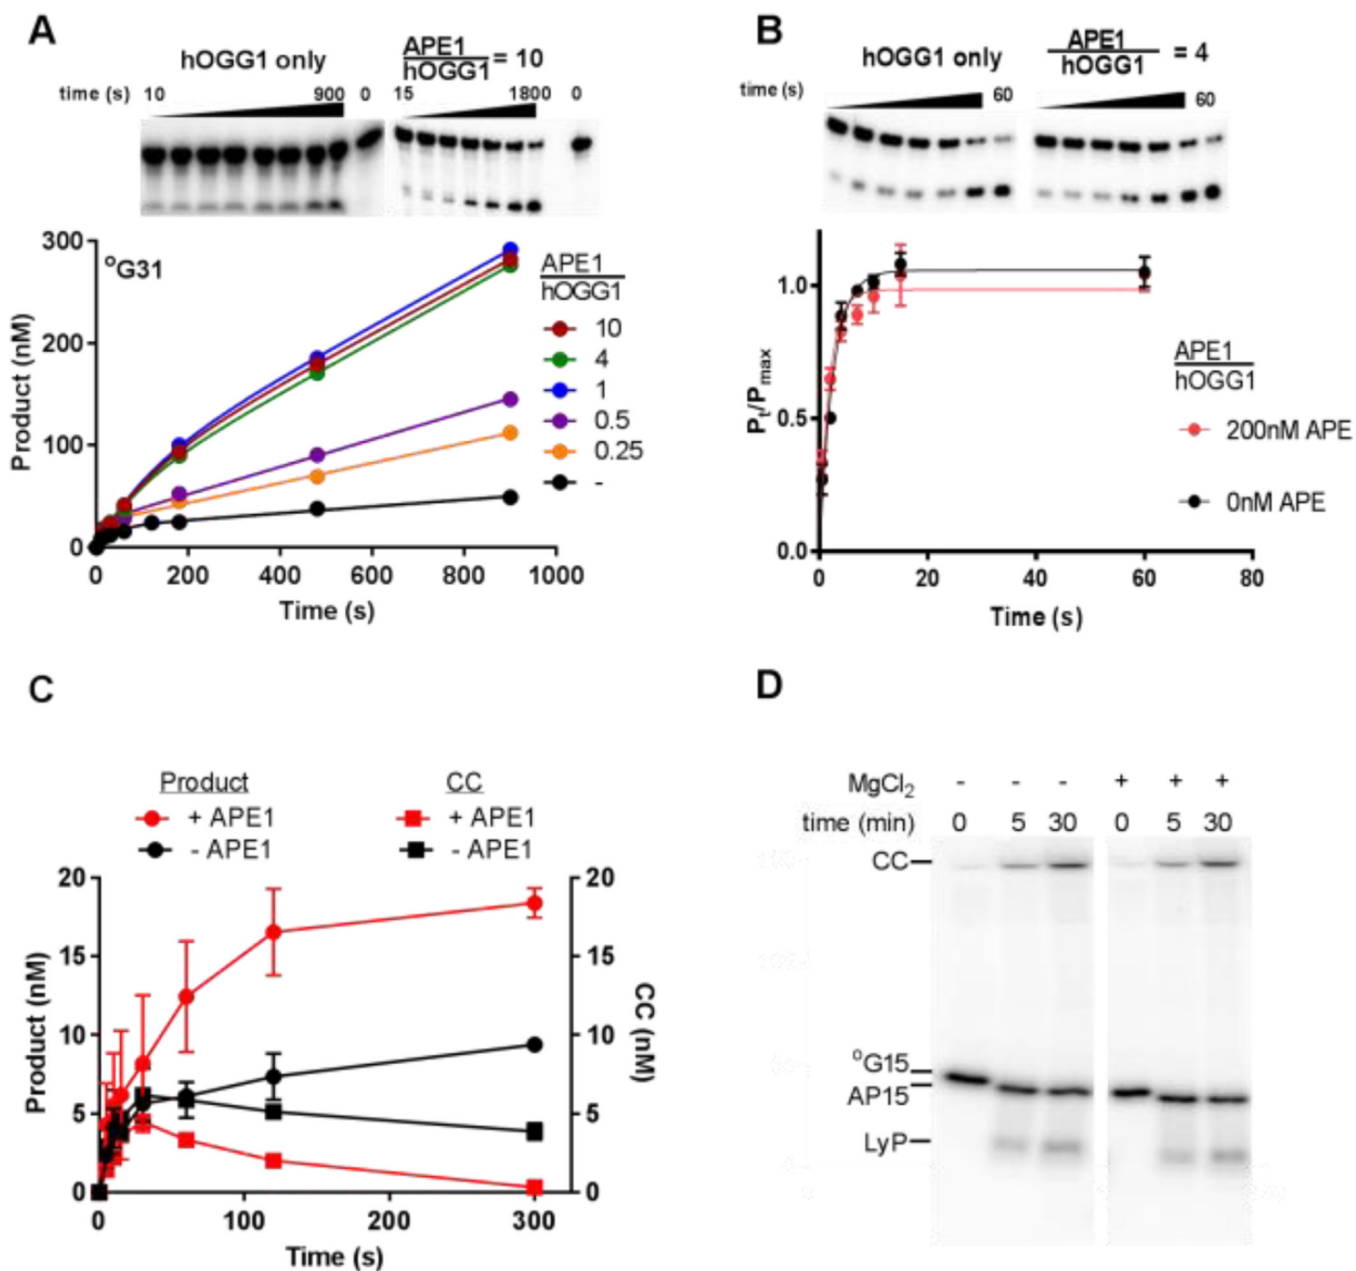 A
hOGG1 only
APE1
hOGG1 = 10
time (s) 10 900 0 15 1800 0
°G31
300
200
100
0
Product (nM)
0 200 400 600 800 1000
Time (s)
APE1
hOGG1
10
4
1
0.5
0.25
-
B
hOGG1 only
APE1
hOGG1 = 4
time (s) 60 60
1.0
0.5
0.0
Pt/Pmax
0 20 40 60 80
Time (s)
APE1
hOGG1
200nM APE
0nM APE
C
Product CC
+ APE1 + APE1
- APE1 - APE1
20 20
15 15
10 10
5 5
0 0
Product (nM)
CC (nM)
0 100 200 300
Time (s)
D
MgCl₂ - - - + + +
time (min) 0 5 30 0 5 30
CC
°G15
AP15
LyP